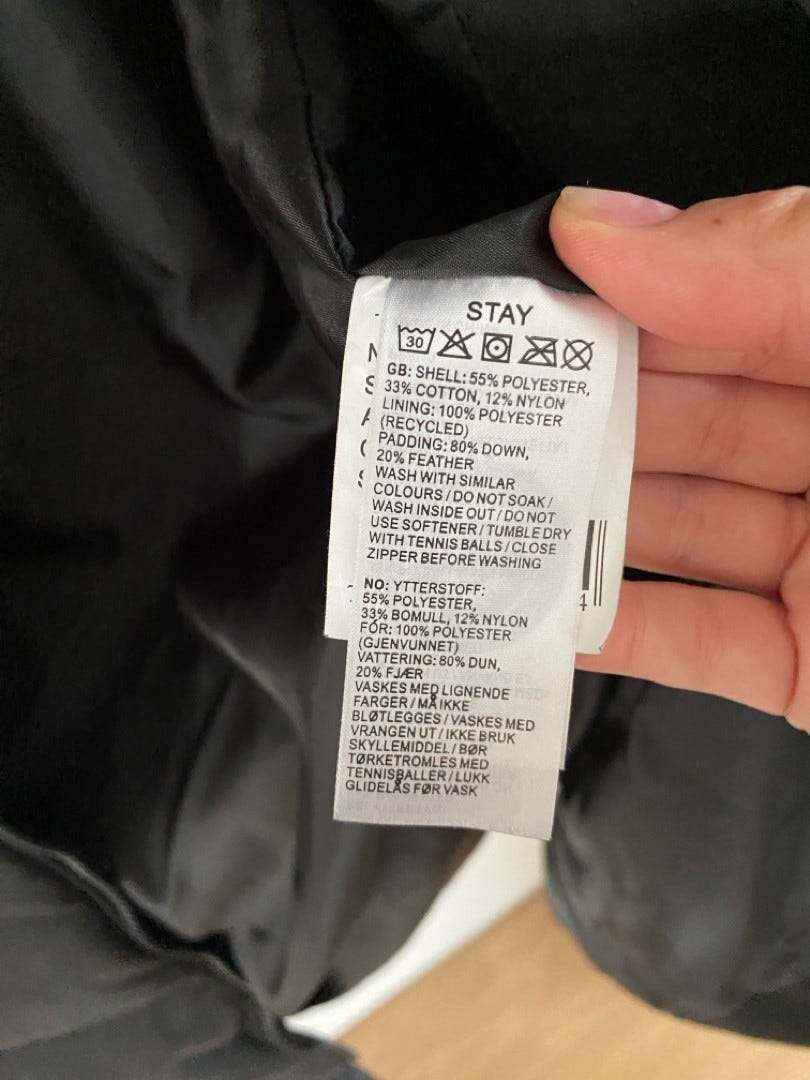 STAY
30
GB: SHELL: 55% POLYESTER,
33% COTTON, 12% NYLON
LINING: 100% POLYESTER
(RECYCLED)
PADDING: 80% DOWN,
20% FEATHER
WASH WITH SIMILAR
COLOURS / DO NOT SOAK /
WASH INSIDE OUT / DO NOT
USE SOFTENER / TUMBLE DRY
WITH TENNIS BALLS / CLOSE
ZIPPER BEFORE WASHING
NO: YTTERSTOFF:
55% POLYESTER,
33% BOMULL, 12% NYLON
FÓR: 100% POLYESTER
(GJENVUNNET)
VATTERING: 80% DUN,
20% FJÆR
VASKES MED LIGNENDE
FARGER / MÅ IKKE
BLØTLEGGES / VASKES MED
VRANGEN UT / IKKE BRUK
SKYLLEMIDDEL / BØR
TØRKETROMLES MED
TENNISBALLER / LUKK
GLIDELÅS FØR VASK
4